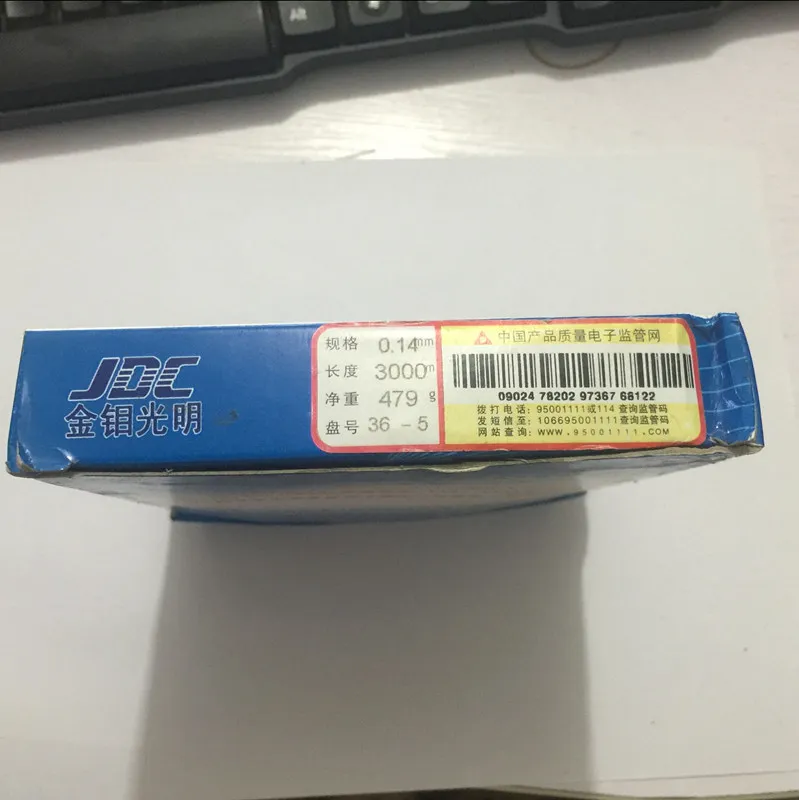 Alt
JDC
金钼光明
规格 0.14mm
长度 3000m
净重 479g
盘号 36-5
中国产品质量电子监管网
09024 78202 97367 68122
拨打电话:95001111或114查询监管码
发短信至:106695001111查询监管码
网站查询:www.95001111.COM